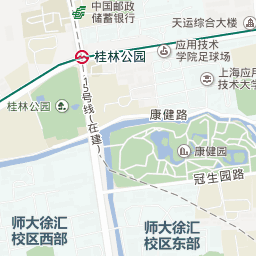 中国邮政
储蓄银行
天运综合大楼
桂林公园
应用技术
学院足球场
上海应用
技术大学
桂林公园
康健路
15号线(在建)
康健园
冠生园路
师大徐汇
校区西部
师大徐汇
校区东部